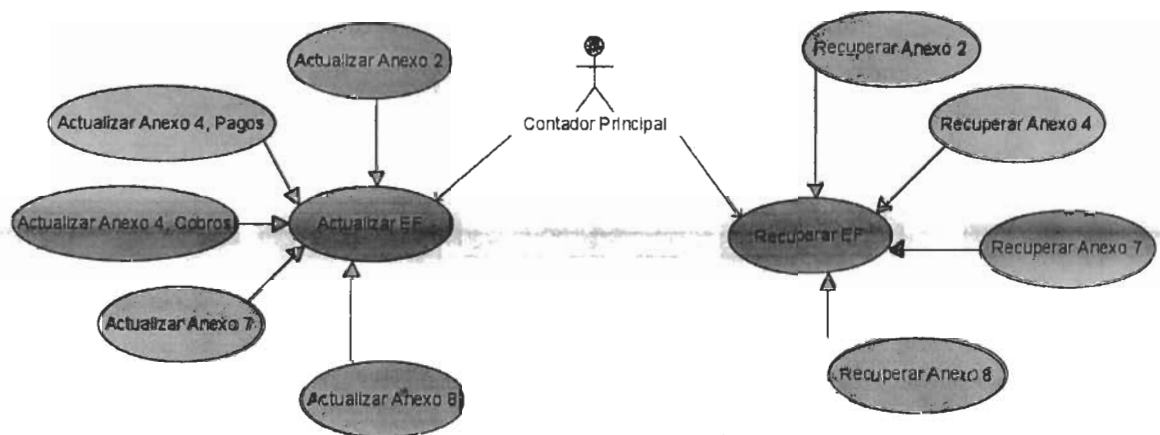 Actualizar Anexo 2
Recuperar Anexo 2
Actualizar Anexo 4, Pagos
Contador Principal
Recuperar Anexo 4
Actualizar Anexo 4, Cobros
Actualizar EF
Recuperar EF
Recuperar Anexo 7
Actualizar Anexo 7
Recuperar Anexo 8
Actualizar Anexo 8